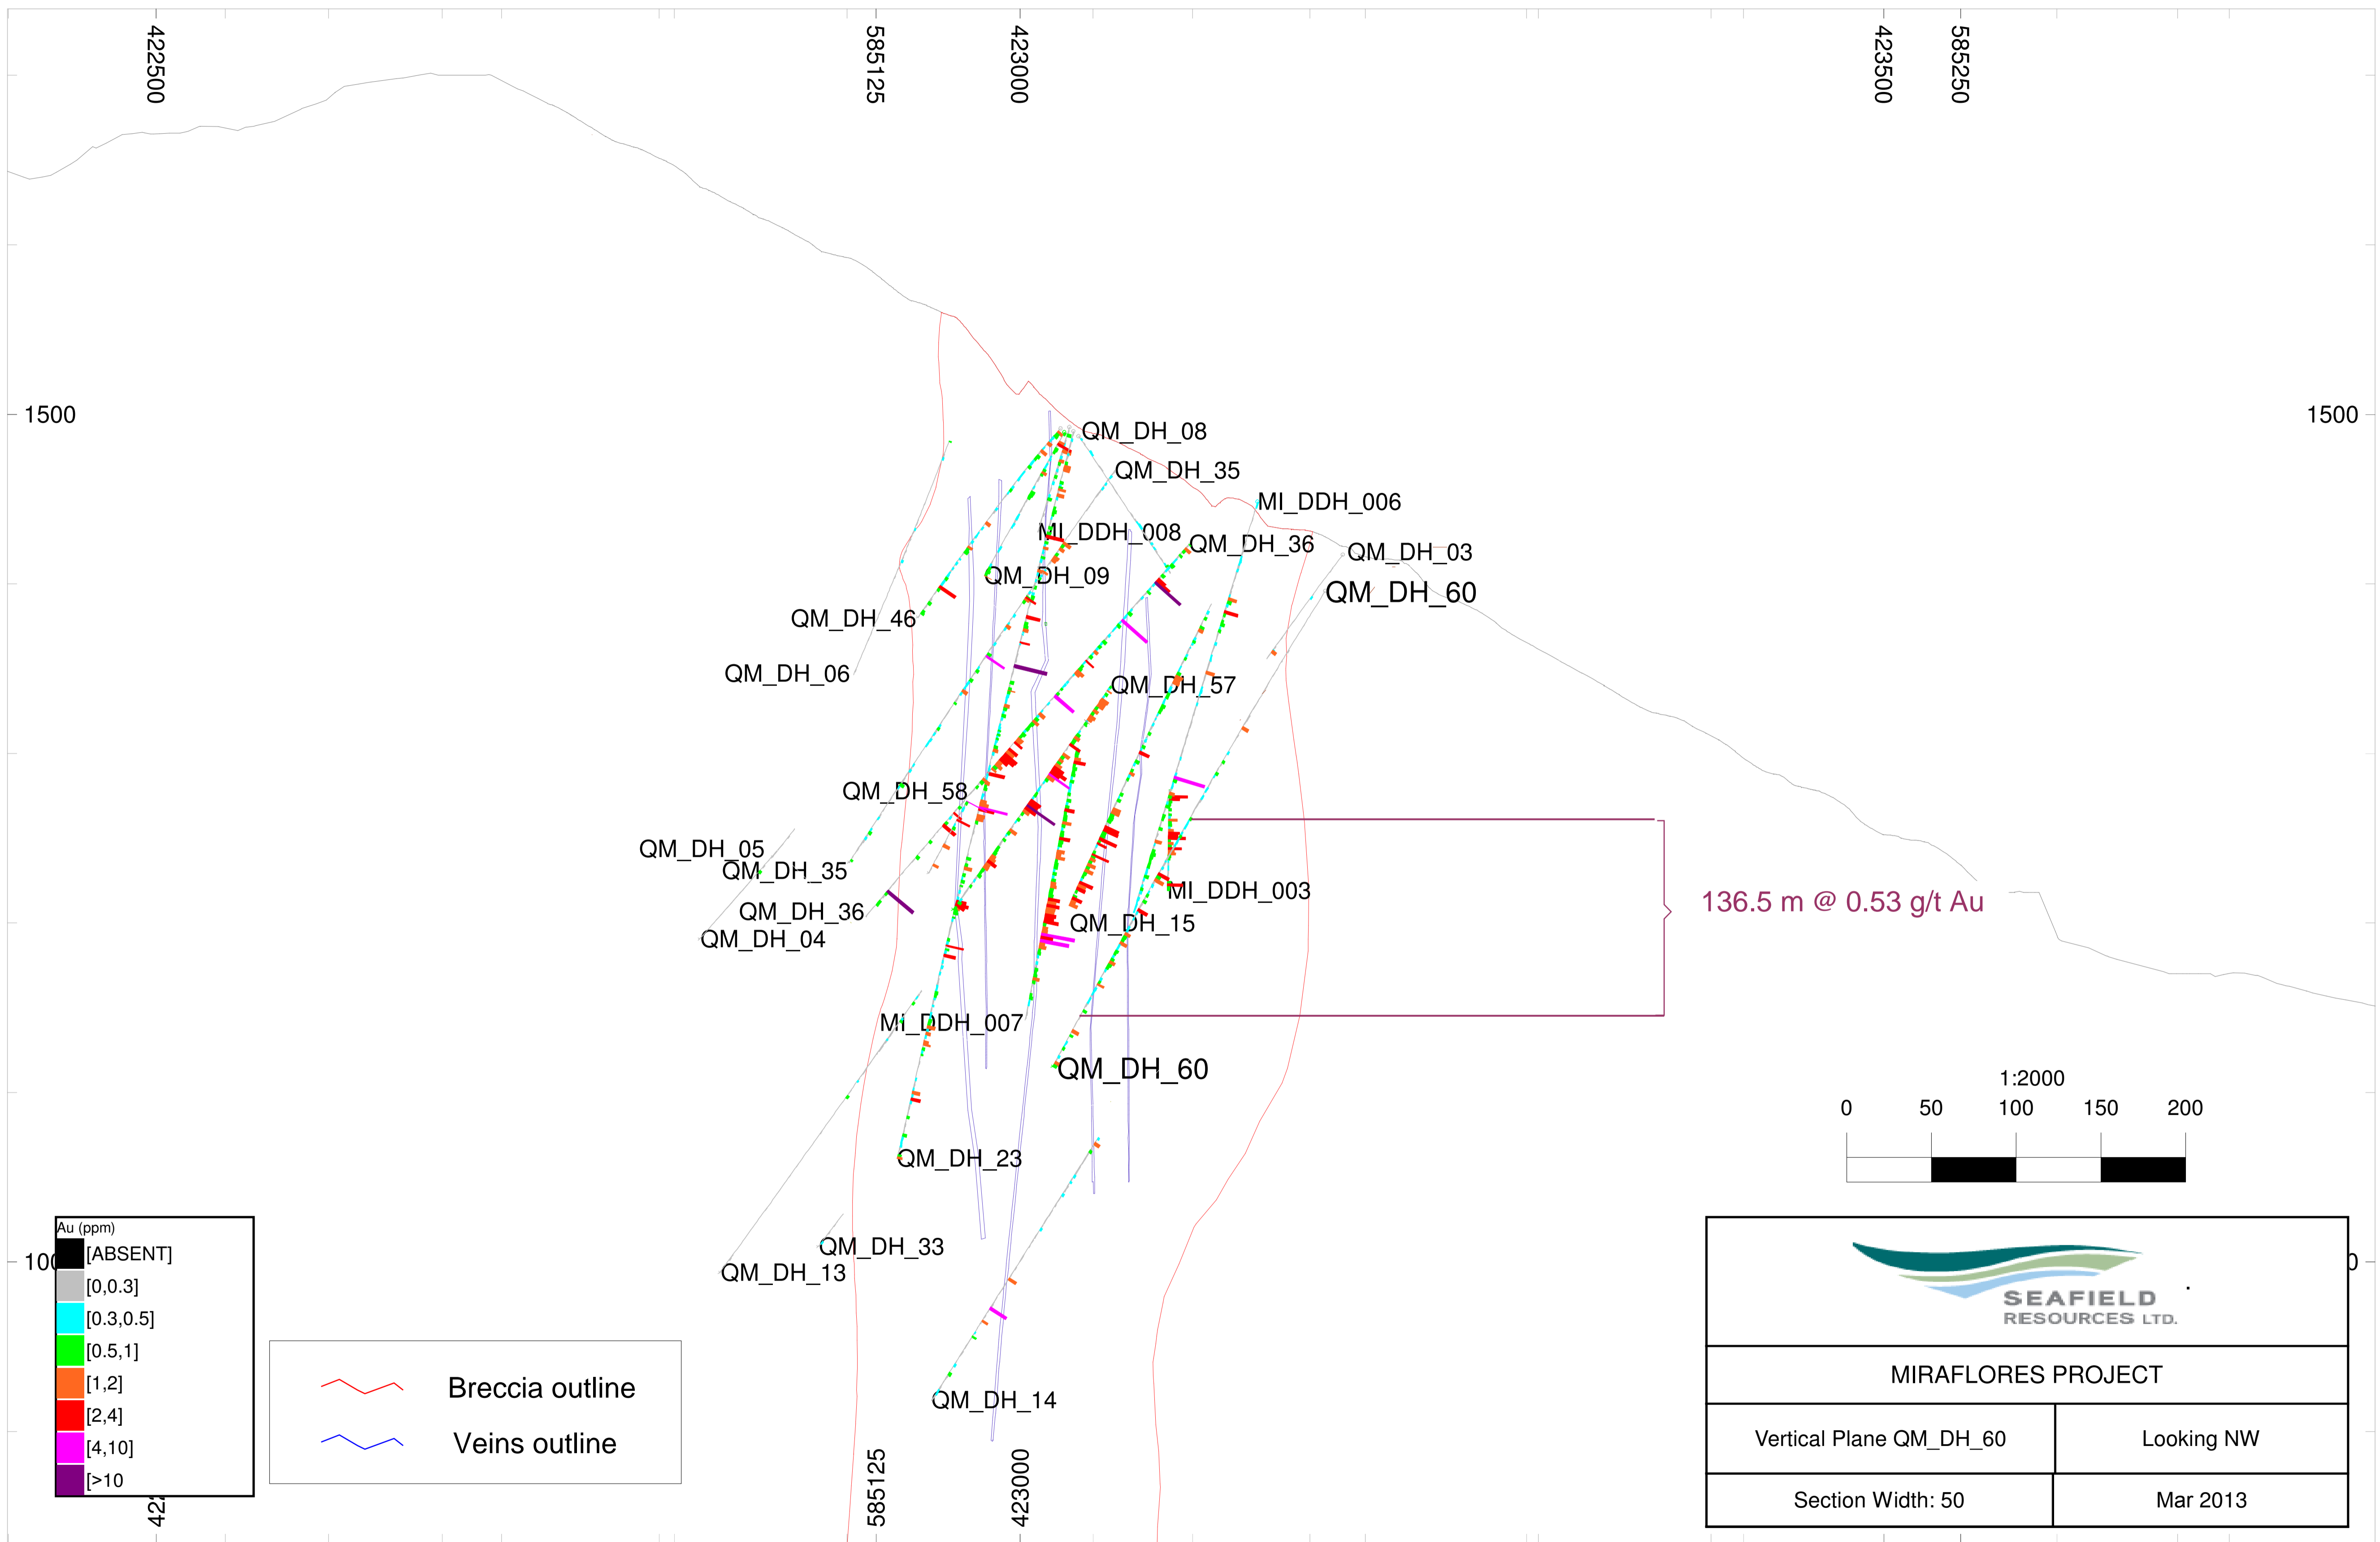 422500
585125
423000
423500
585250
1500
1500
QM_DH_08
QM_DH_35
MI_DDH_006
MI_DDH_008
QM_DH_36
QM_DH_03
QM_DH_09
QM_DH_60
QM_DH_46
QM_DH_06
QM_DH_57
QM_DH_58
QM_DH_05
QM_DH_35
MI_DDH_003
136.5 m @ 0.53 g/t Au
QM_DH_36
QM_DH_15
QM_DH_04
MI_DDH_007
QM_DH_60
1:2000
0 50 100 150 200
QM_DH_23
QM_DH_33
QM_DH_13
QM_DH_14
Au (ppm)
[ABSENT]
[0,0.3]
[0.3,0.5]
[0.5,1]
[1,2]
[2,4]
[4,10]
[>10
100
0
42
Breccia outline
Veins outline
585125
423000
SEAFIELD
RESOURCES LTD.
MIRAFLORES PROJECT
Vertical Plane QM_DH_60
Looking NW
Section Width: 50
Mar 2013